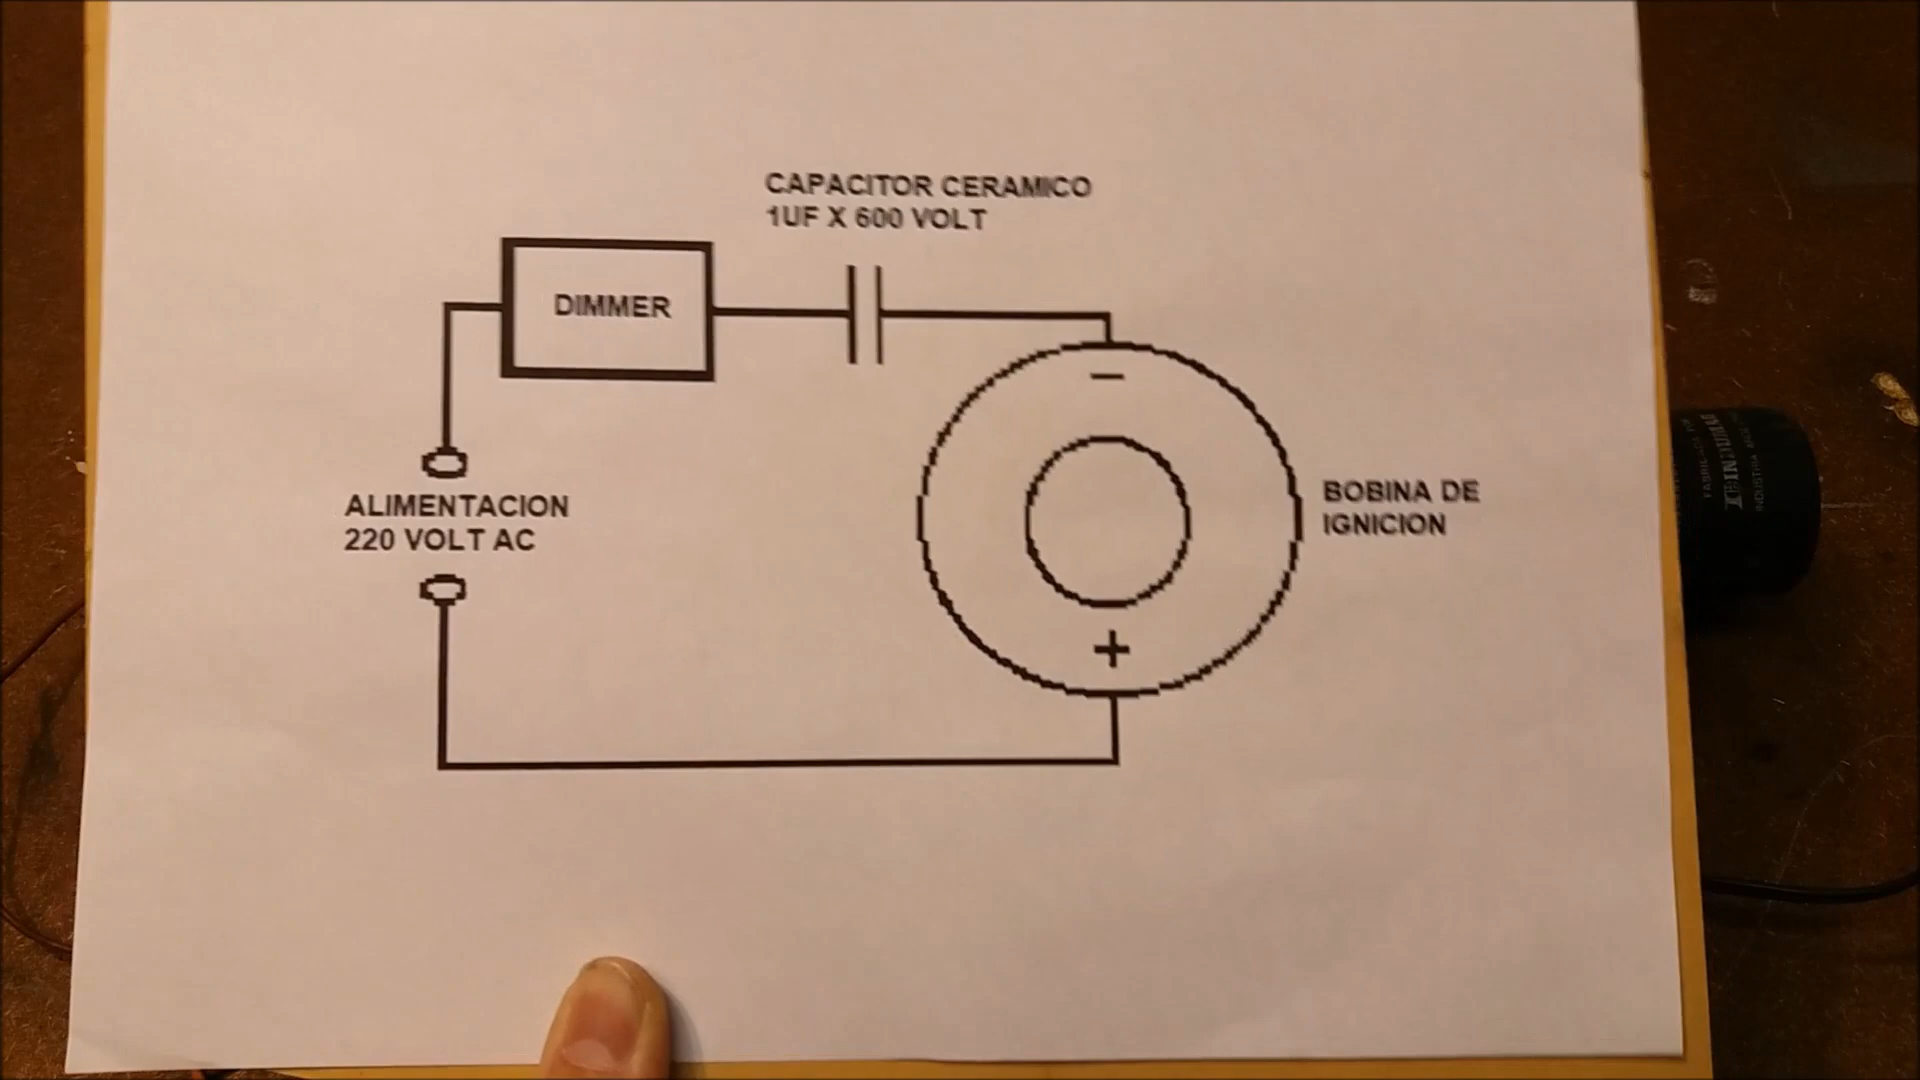 CAPACITOR CERAMICO
1UF X 600 VOLT
DIMMER
ALIMENTACION
220 VOLT AC
BOBINA DE
IGNICION
−
+